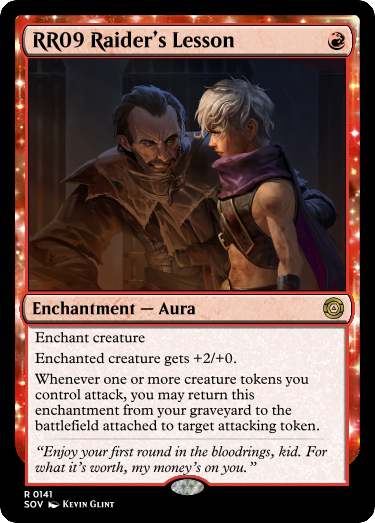 RR09 Raider's Lesson
Enchantment — Aura
Enchant creature
Enchanted creature gets +2/+0.
Whenever one or more creature tokens you
control attack, you may return this
enchantment from your graveyard to the
battlefield attached to target attacking token.
“Enjoy your first round in the bloodrings, kid. For
what it's worth, my money's on you.”
R 0141
SOV Kevin Glint